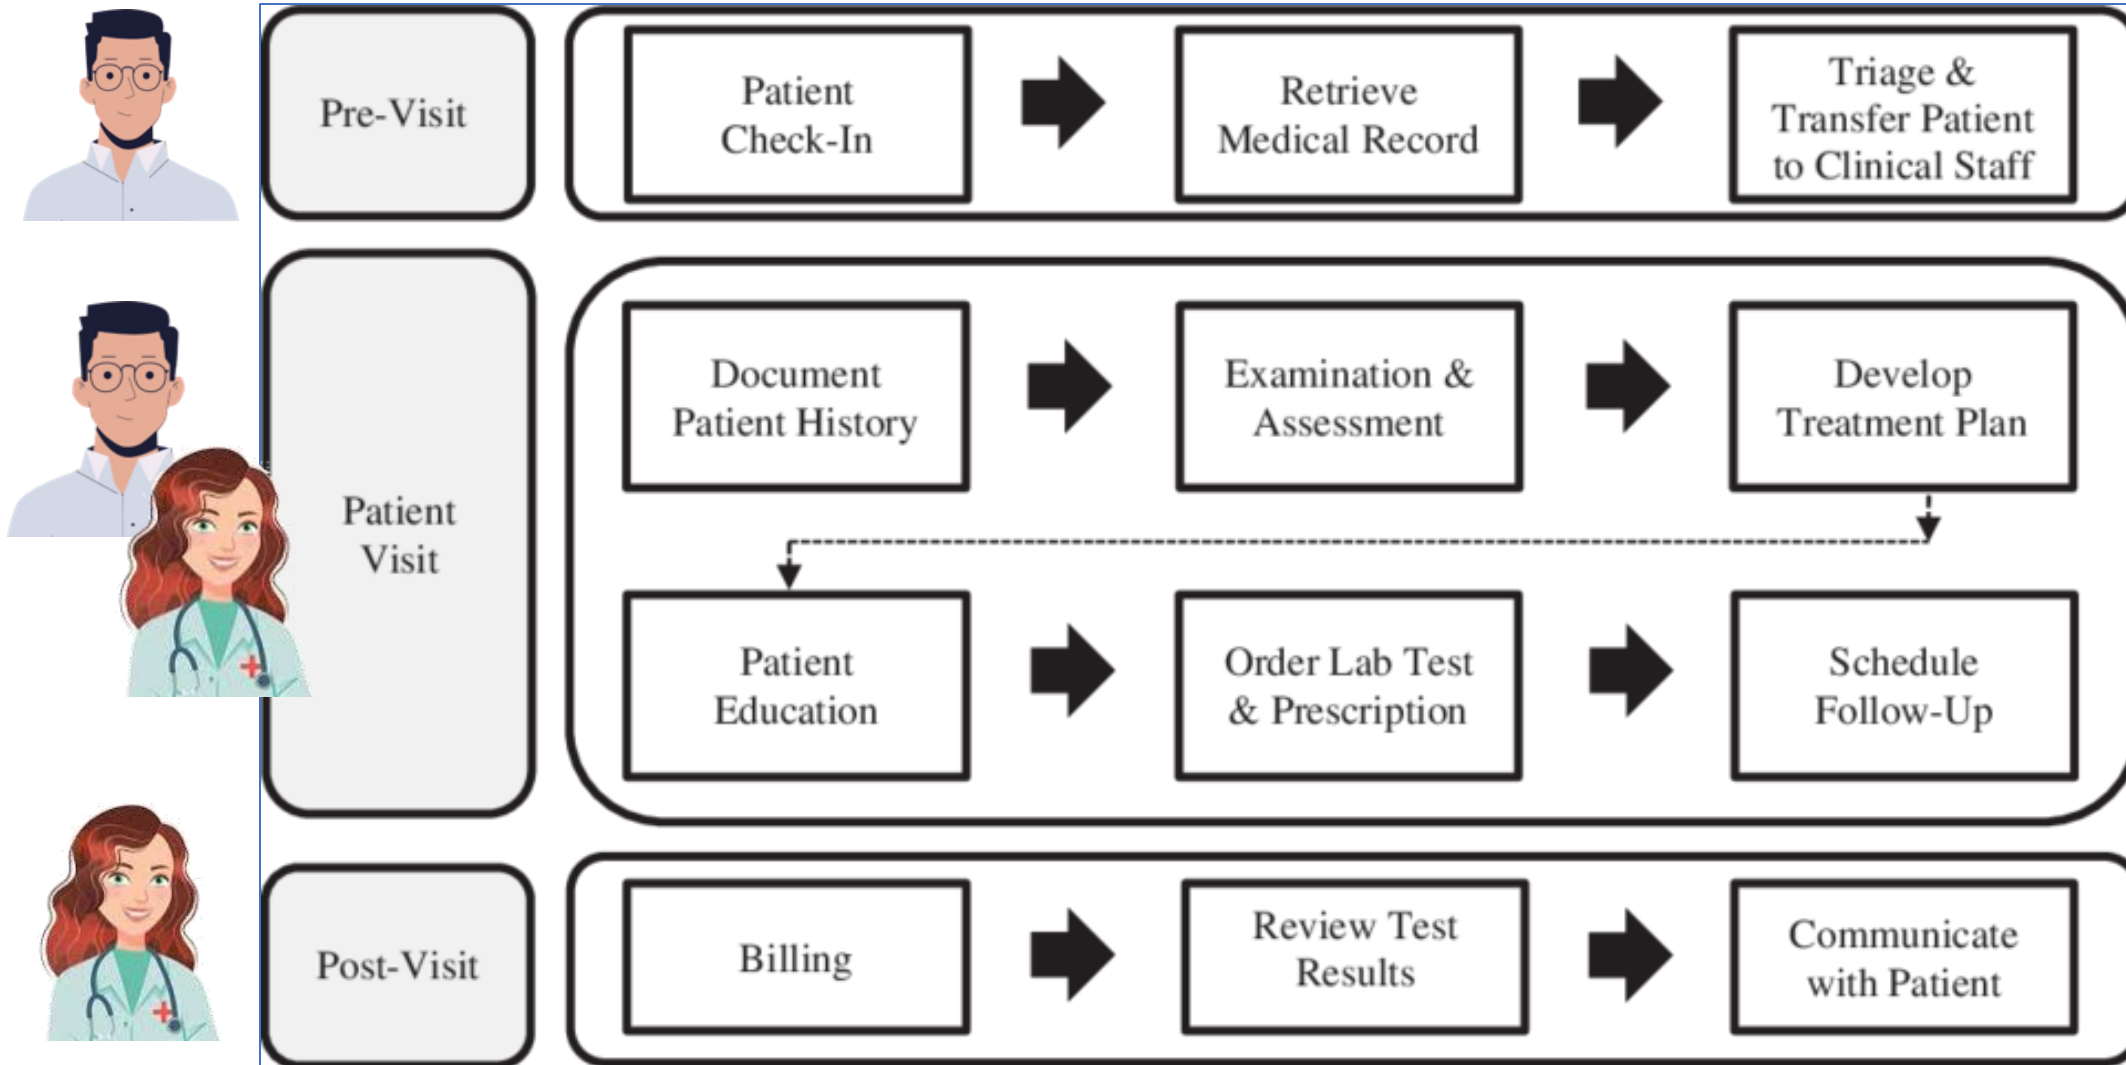 Pre-Visit
Patient
Check-In
Retrieve
Medical Record
Triage &
Transfer Patient
to Clinical Staff
Patient
Visit
Document
Patient History
Examination &
Assessment
Develop
Treatment Plan
Patient
Education
Order Lab Test
& Prescription
Schedule
Follow-Up
Post-Visit
Billing
Review Test
Results
Communicate
with Patient